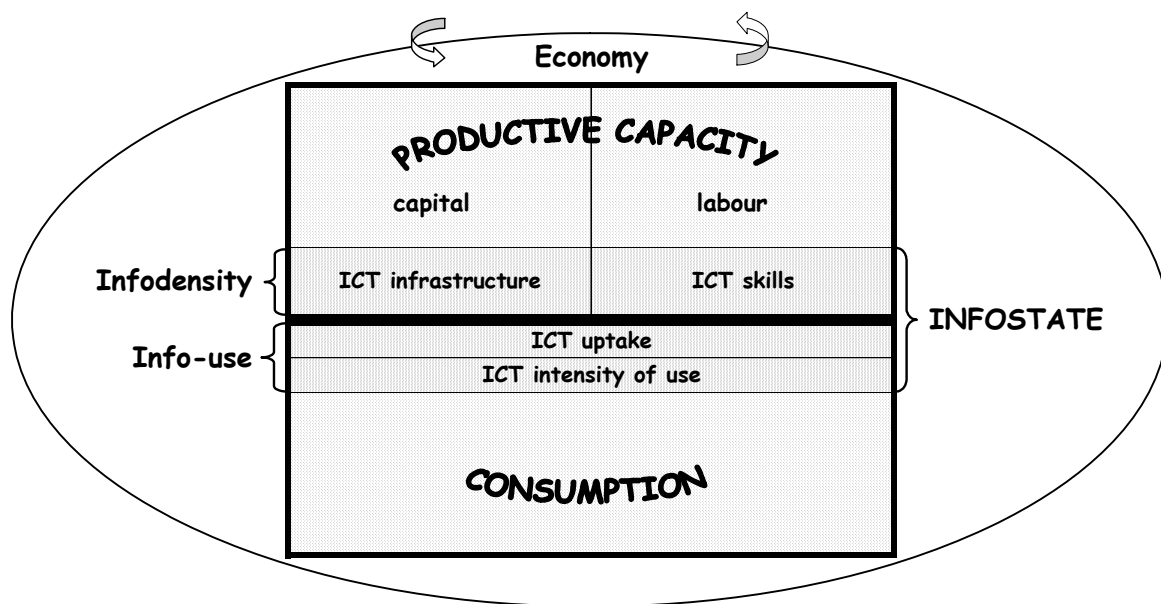 Economy
PRODUCTIVE CAPACITY
capital labour
Infodensity ICT infrastructure ICT skills
INFOSTATE
ICT uptake
Info-use
ICT intensity of use
CONSUMPTION